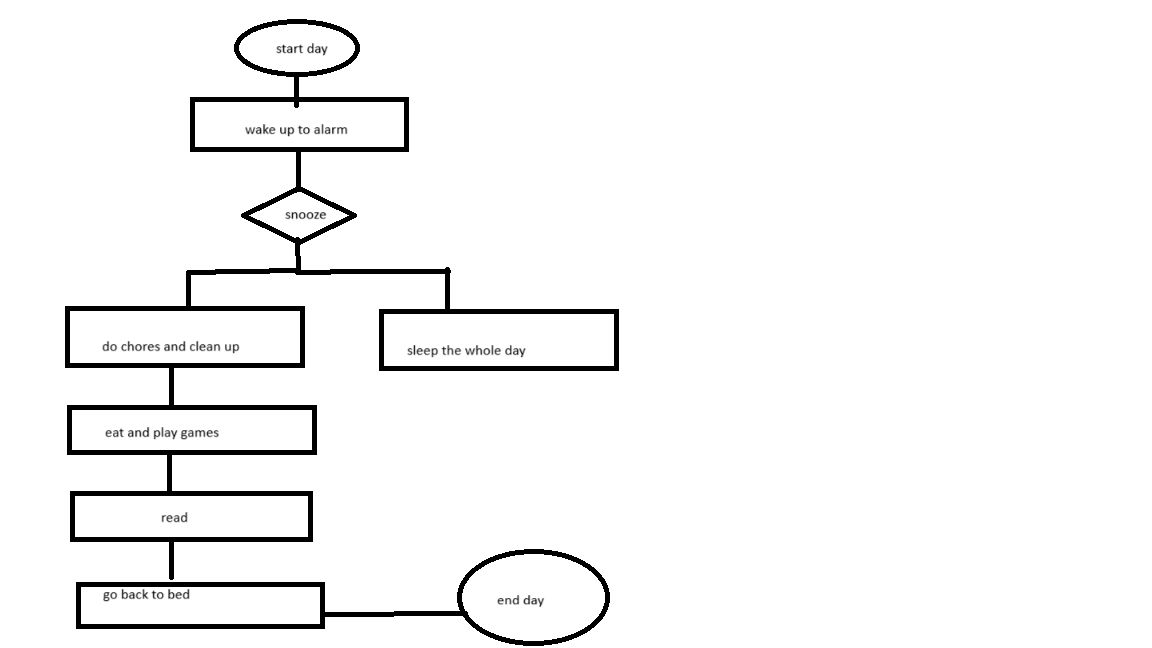 start day
wake up to alarm
snooze
do chores and clean up
sleep the whole day
eat and play games
read
go back to bed
end day